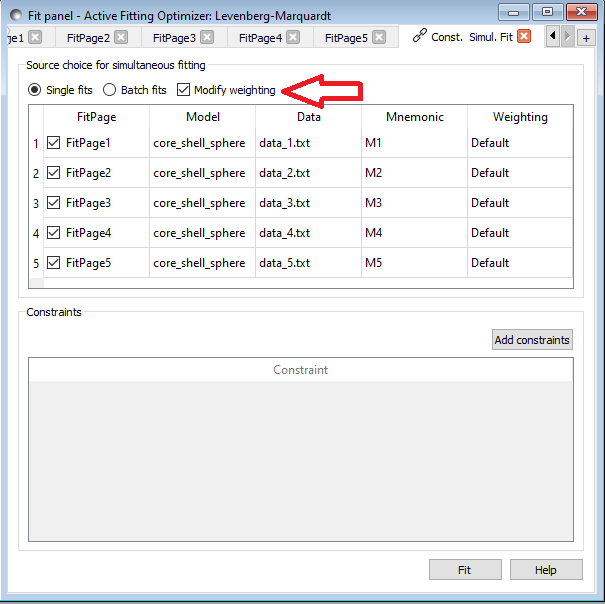 Fit panel - Active Fitting Optimizer: Levenberg-Marquardt
ge1 FitPage2 FitPage3 FitPage4 FitPage5 Const. Simul. Fit
Source choice for simultaneous fitting
Single fits Batch fits Modify weighting
FitPage Model Data Mnemonic Weighting
1 FitPage1 core_shell_sphere data_1.txt M1 Default
2 FitPage2 core_shell_sphere data_2.txt M2 Default
3 FitPage3 core_shell_sphere data_3.txt M3 Default
4 FitPage4 core_shell_sphere data_4.txt M4 Default
5 FitPage5 core_shell_sphere data_5.txt M5 Default
Constraints
Add constraints
Constraint
Fit Help